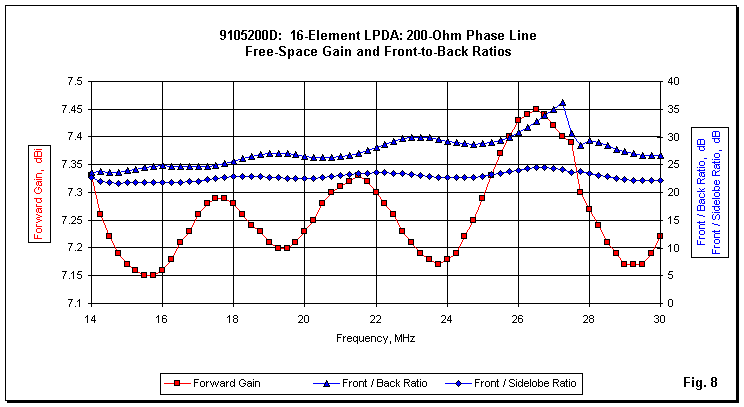 9105200D: 16-Element LPDA: 200-Ohm Phase Line
Free-Space Gain and Front-to-Back Ratios
7.5
7.45
7.4
7.35
7.3
7.25
7.2
7.15
7.1
Forward Gain, dBi
40
35
30
25
20
15
10
5
0
Front / Back Ratio, dB
Front / Sidelobe Ratio, dB
14 16 18 20 22 24 26 28 30
Frequency, MHz
Forward Gain Front / Back Ratio Front / Sidelobe Ratio
Fig. 8